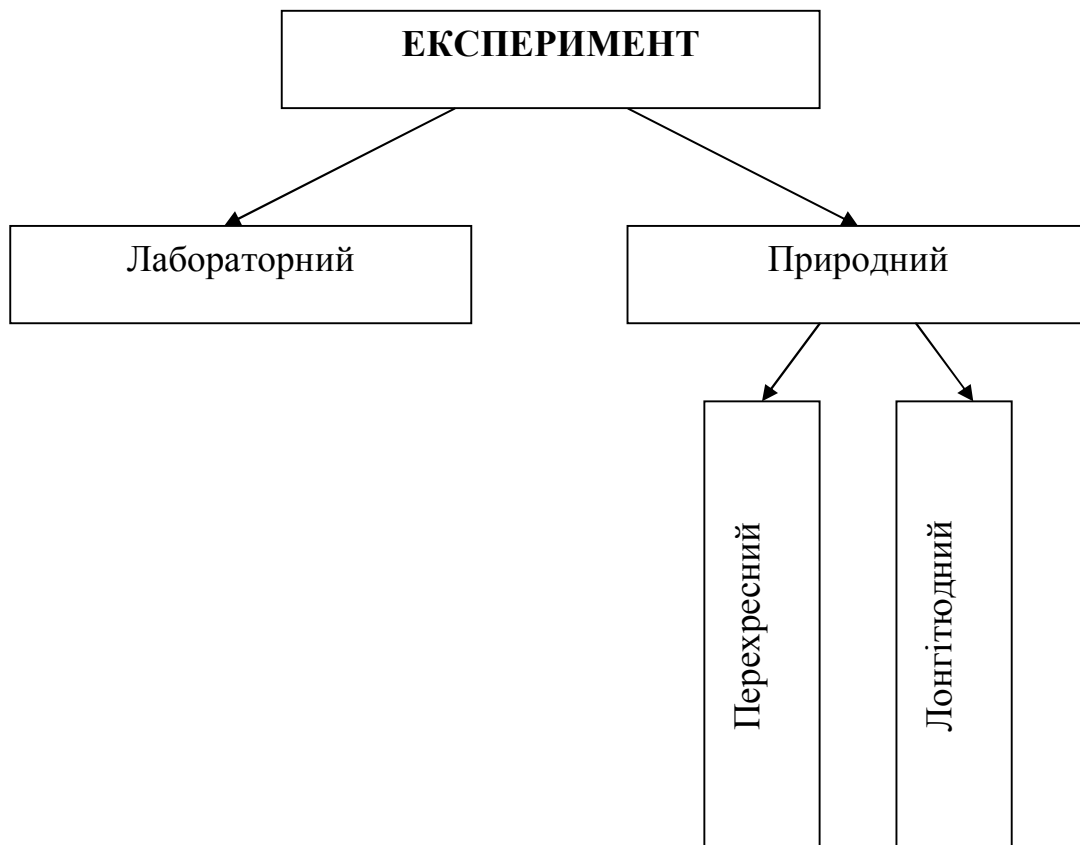 ЕКСПЕРИМЕНТ
Лабораторний
Природний
Перехресний
Лонгітюдний